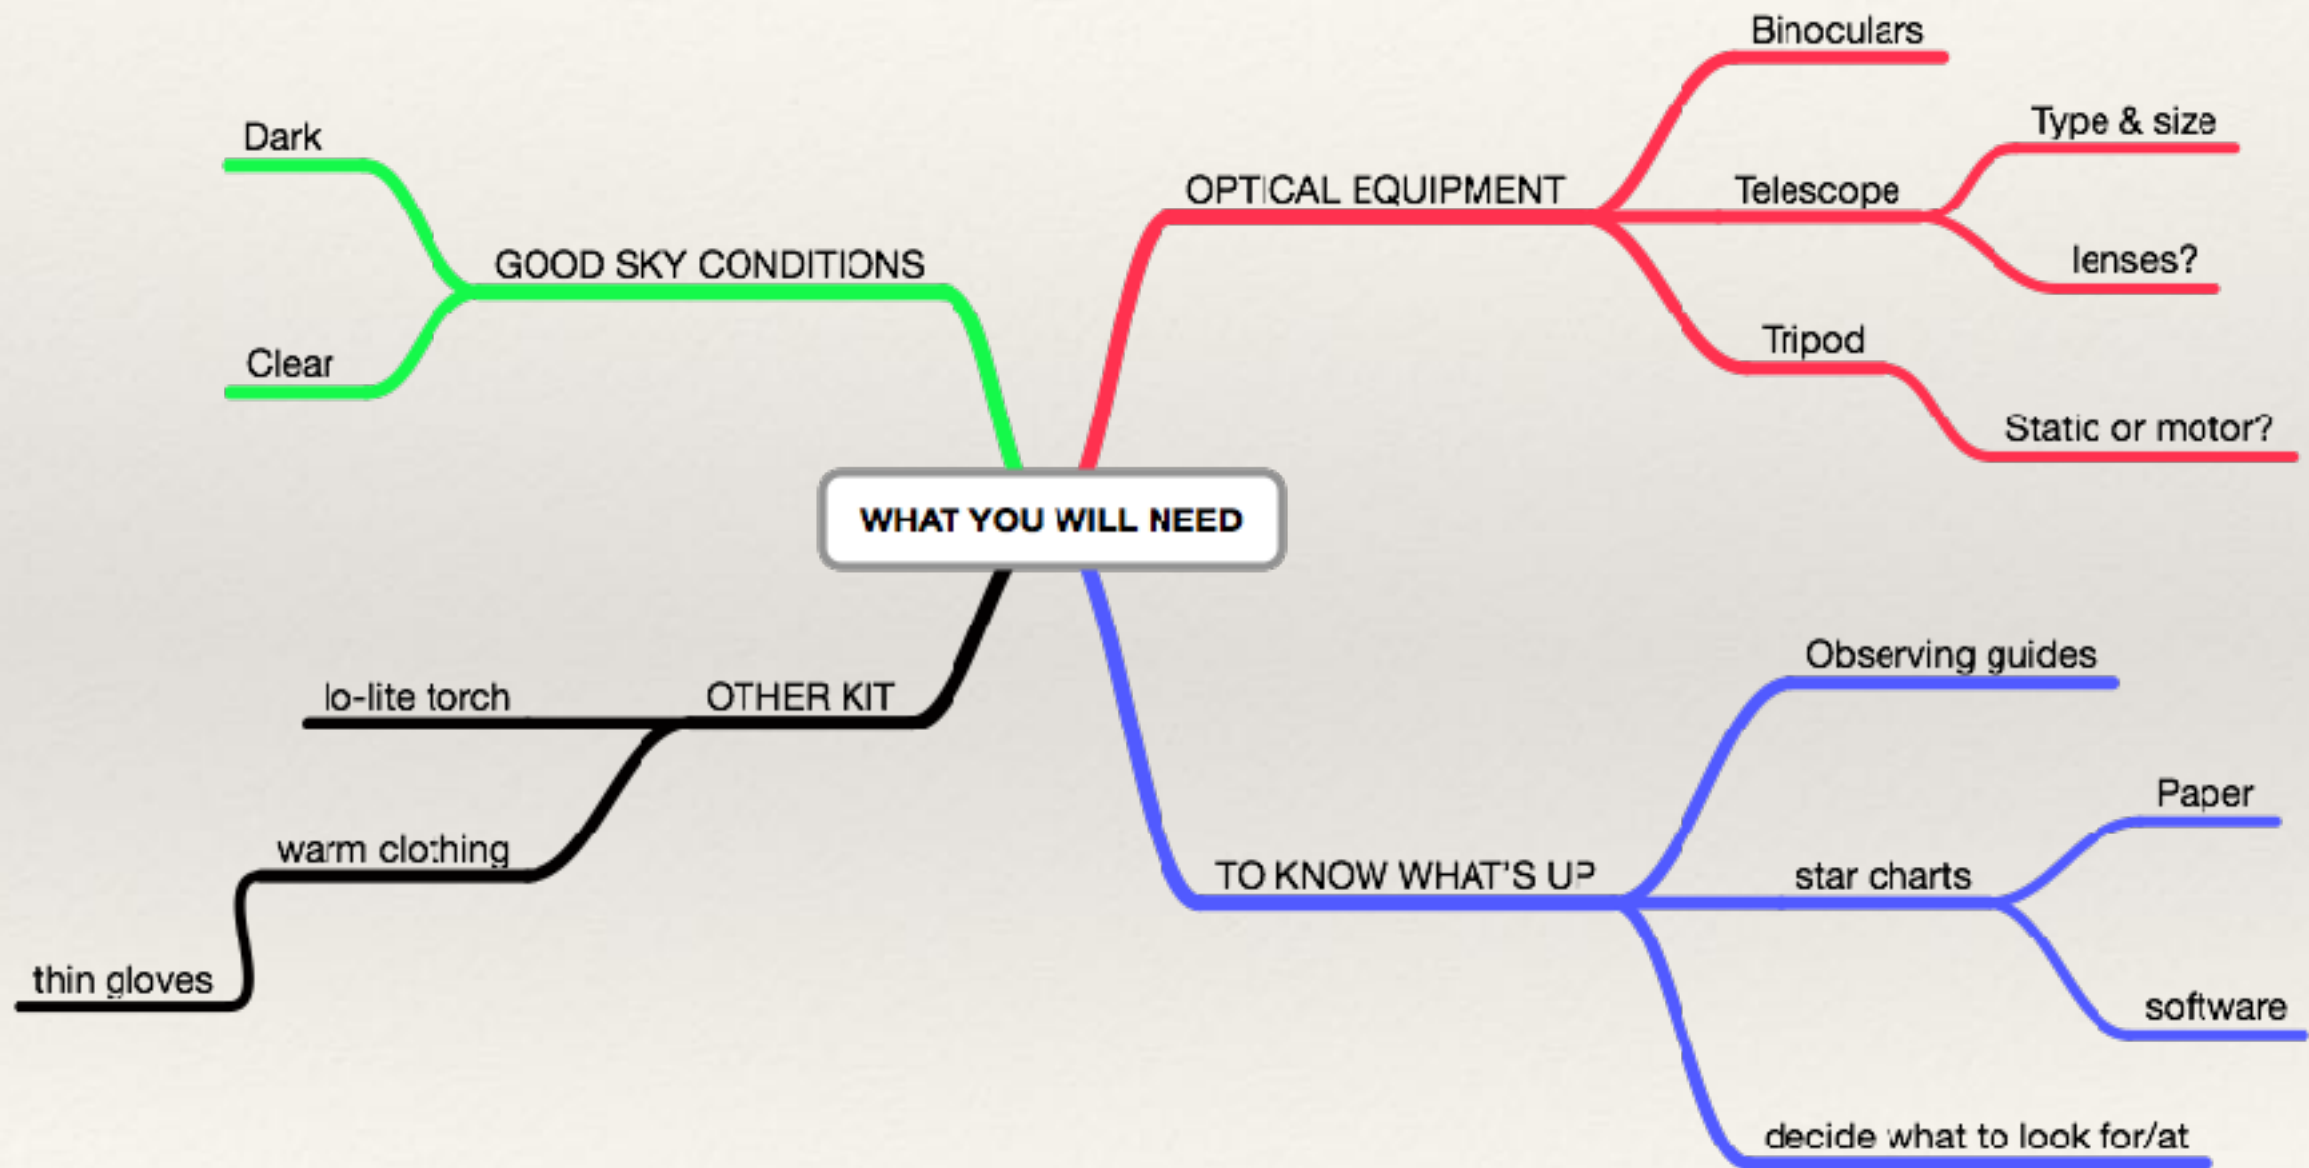 WHAT YOU WILL NEED
OPTICAL EQUIPMENT
Binoculars
Telescope
Type & size
lenses?
Tripod
Static or motor?
TO KNOW WHAT'S UP
Observing guides
star charts
Paper
software
decide what to look for/at
OTHER KIT
lo-lite torch
warm clothing
thin gloves
GOOD SKY CONDITIONS
Dark
Clear